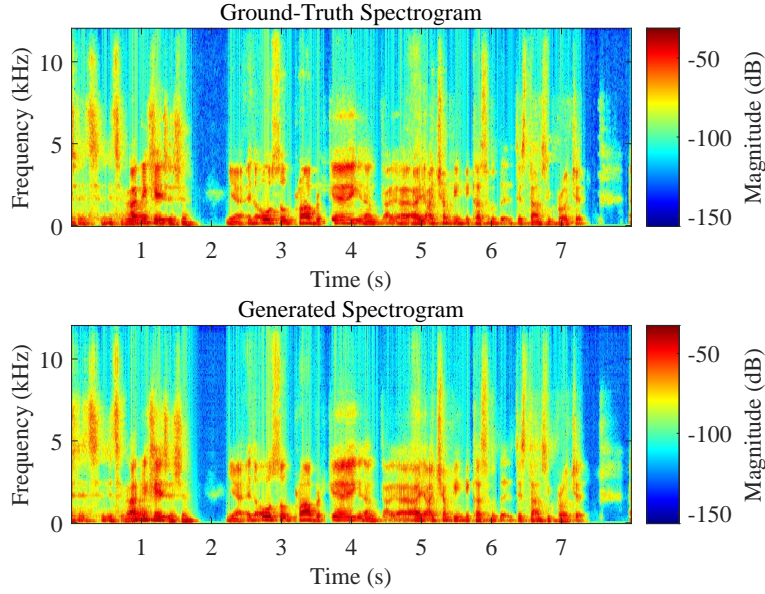 Ground-Truth Spectrogram
10
5
0
Frequency (kHz)
1 2 3 4 5 6 7
Time (s)
-50
-100
-150
Magnitude (dB)
Generated Spectrogram
10
5
0
Frequency (kHz)
1 2 3 4 5 6 7
Time (s)
-50
-100
-150
Magnitude (dB)